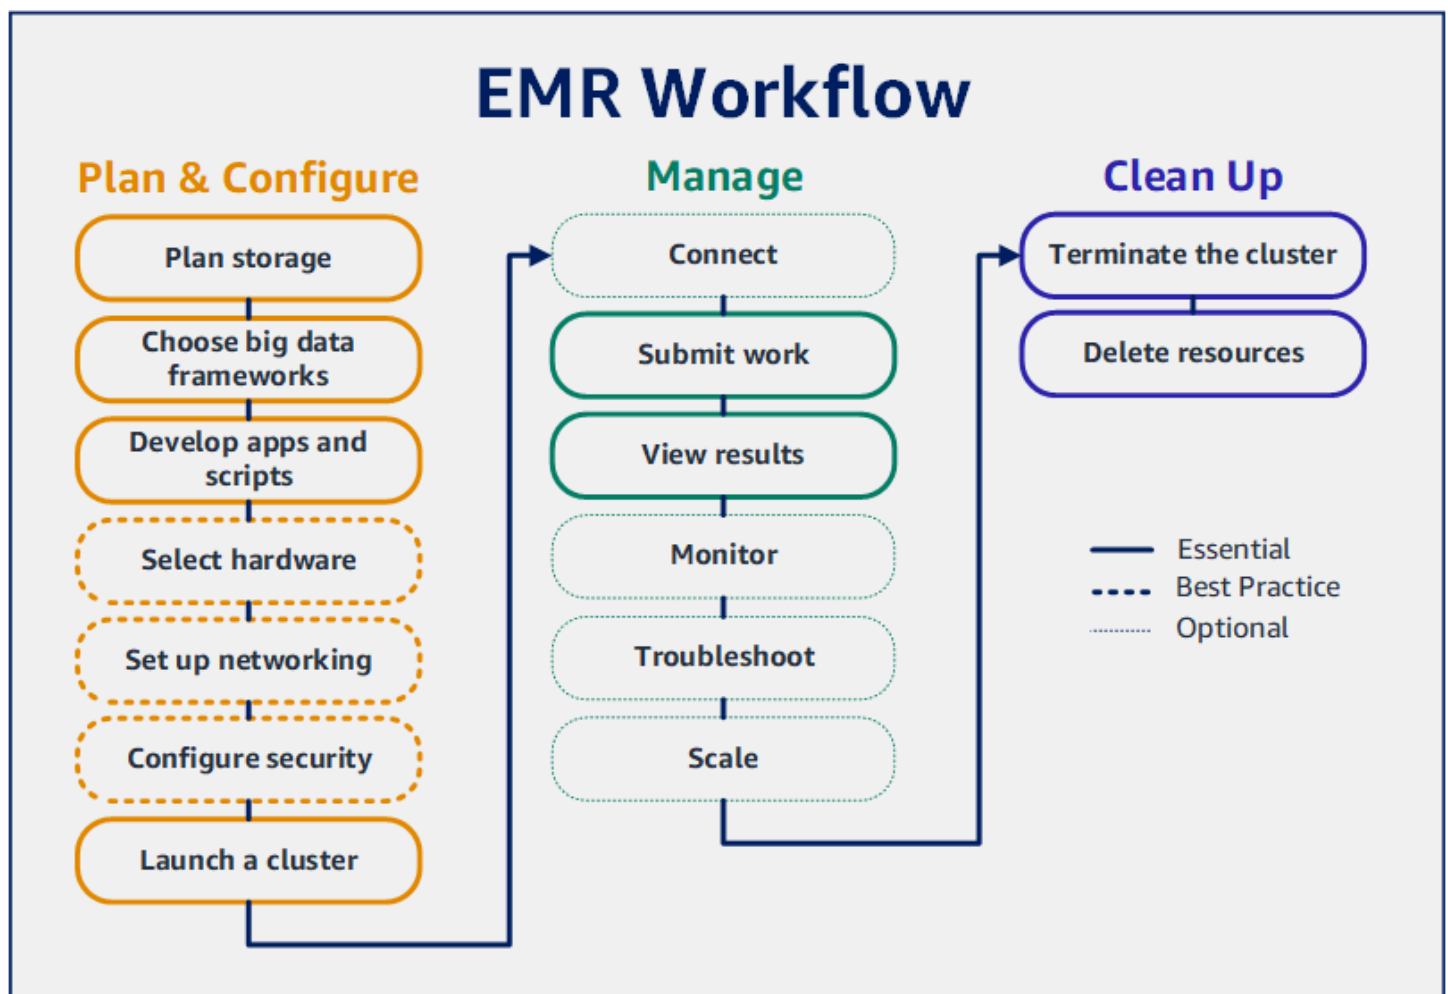 EMR Workflow
Plan & Configure
Plan storage
Choose big data
frameworks
Develop apps and
scripts
Select hardware
Set up networking
Configure security
Launch a cluster
Manage
Connect
Submit work
View results
Monitor
Troubleshoot
Scale
Clean Up
Terminate the cluster
Delete resources
Essential
Best Practice
Optional